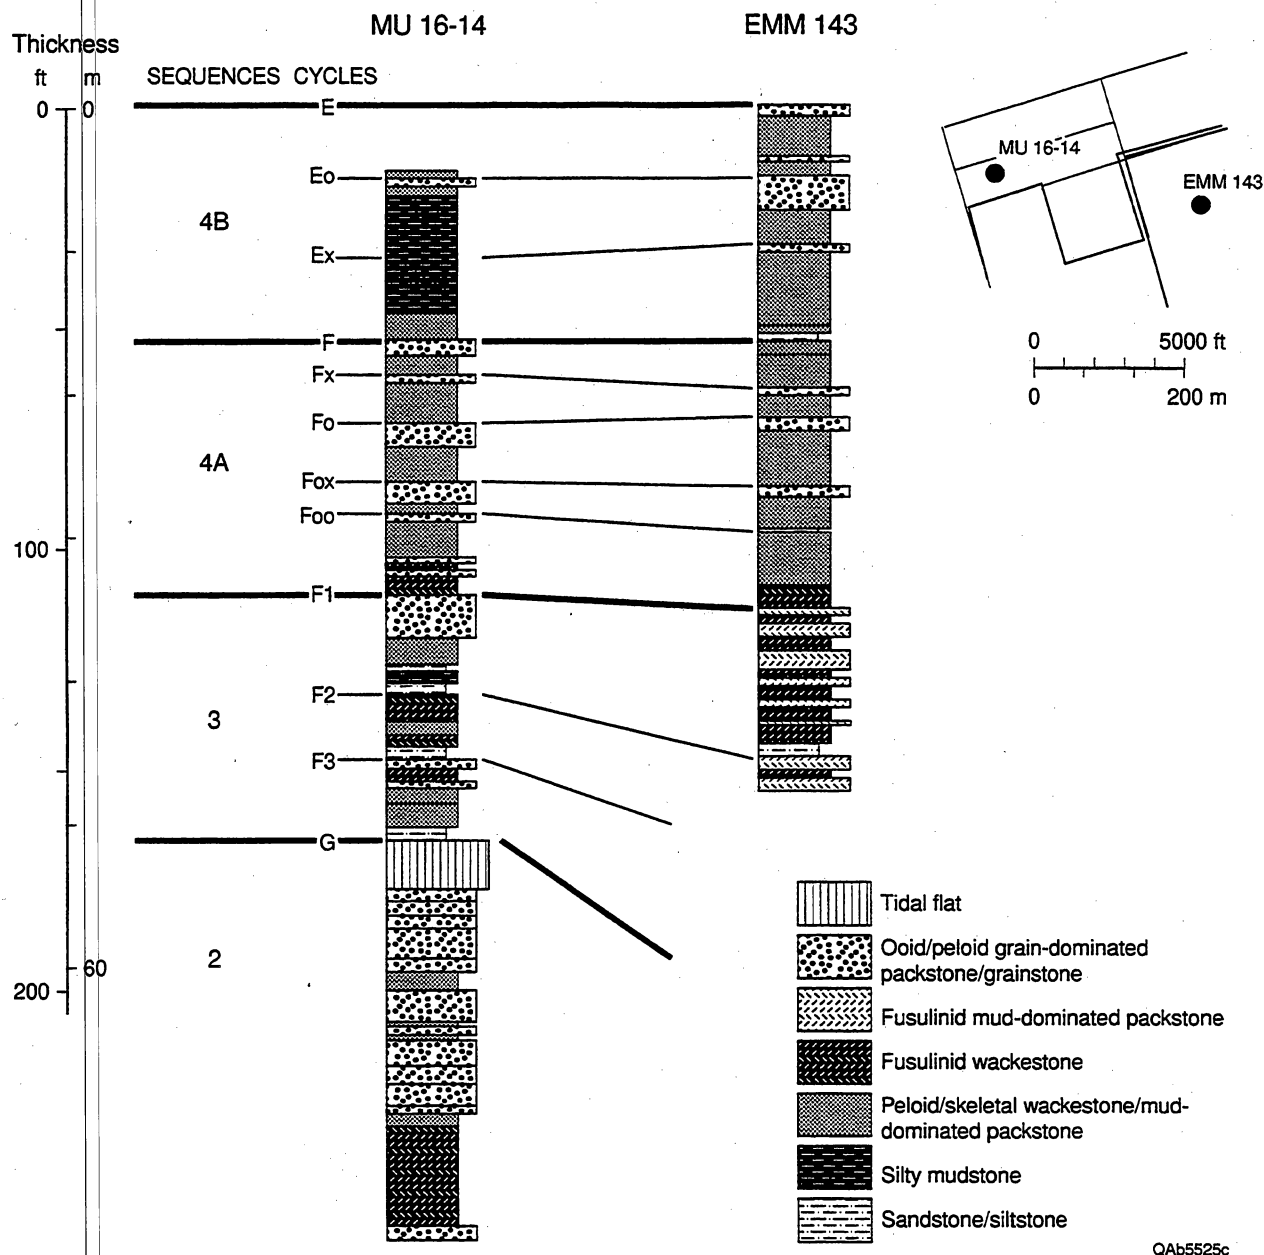 MU 16-14 EMM 143
Thickness
ft m SEQUENCES CYCLES
0 0 E
Eo
4B
Ex
F
Fx
Fo
4A
Fox
Foo
100
F1
F2
3
F3
G
2
60
200
MU 16-14
EMM 143
0 5000 ft
0 200 m
Tidal flat
Ooid/peloid grain-dominated
packstone/grainstone
Fusulinid mud-dominated packstone
Fusulinid wackestone
Peloid/skeletal wackestone/mud-
dominated packstone
Silty mudstone
Sandstone/siltstone
QAb5525c